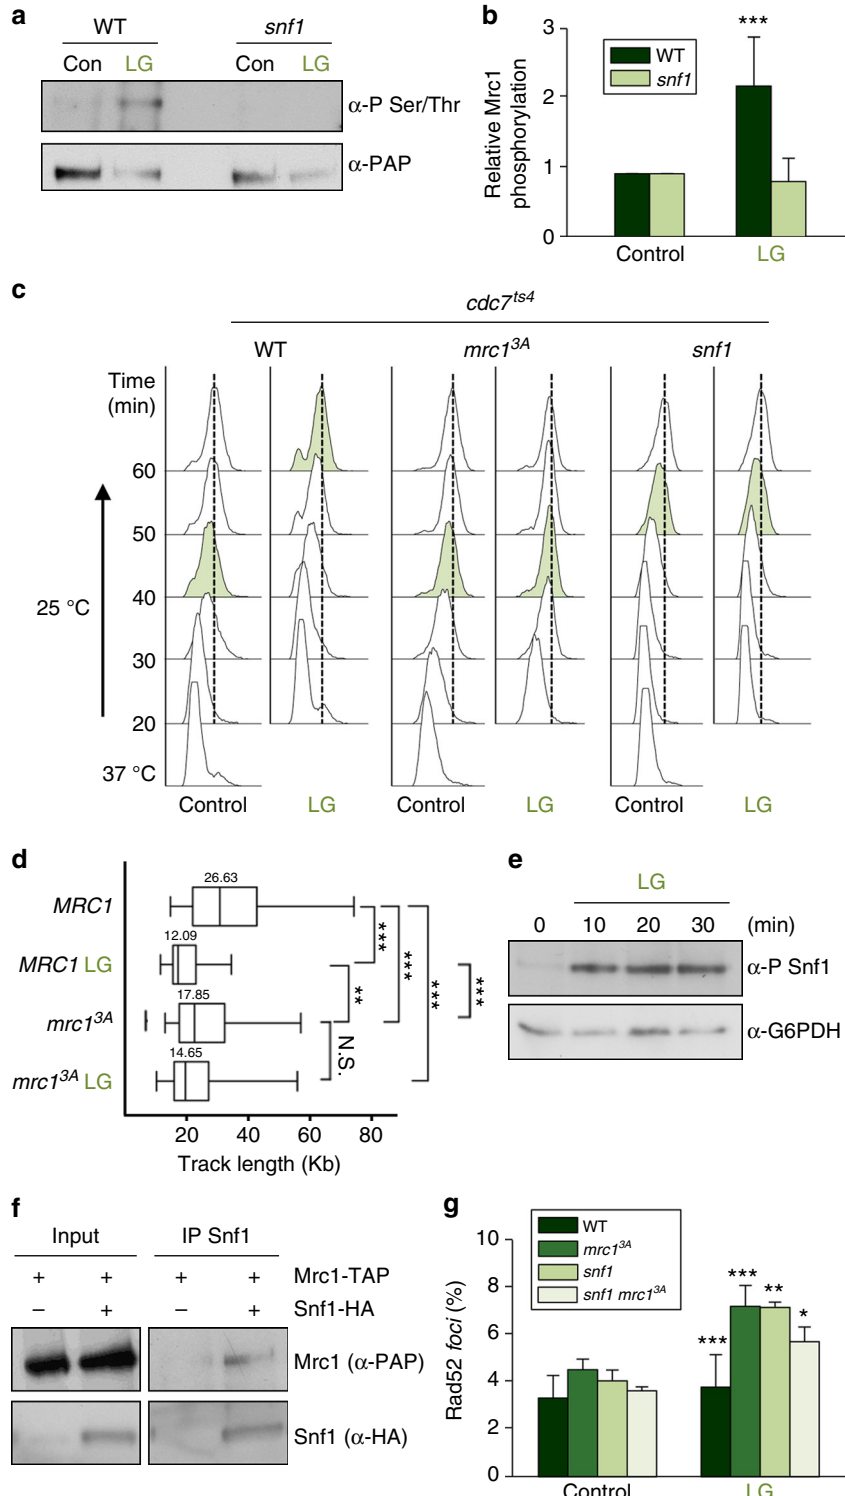 a
WT snf1
Con LG Con LG
α-P Ser/Thr
α-PAP
b
Relative Mrc1
phosphorylation
3
2
1
0
***
WT
snf1
Control LG
c
cdc7ts4
WT mrc13A snf1
Time
(min)
60
50
40
30
20
25 °C
37 °C
Control LG Control LG Control LG
d
MRC1 26.63
MRC1 LG 12.09
mrc13A 17.85
mrc13A LG 14.65
***
**
N.S.
***
***
***
20 40 60 80
Track length (Kb)
e
LG
0 10 20 30 (min)
α-P Snf1
α-G6PDH
f
Input IP Snf1
+ + + + Mrc1-TAP
− + − + Snf1-HA
Mrc1 (α-PAP)
Snf1 (α-HA)
g
Rad52 foci (%)
10
8
6
4
2
0
WT
mrc13A
snf1
snf1 mrc13A
*** *** ** *
Control LG